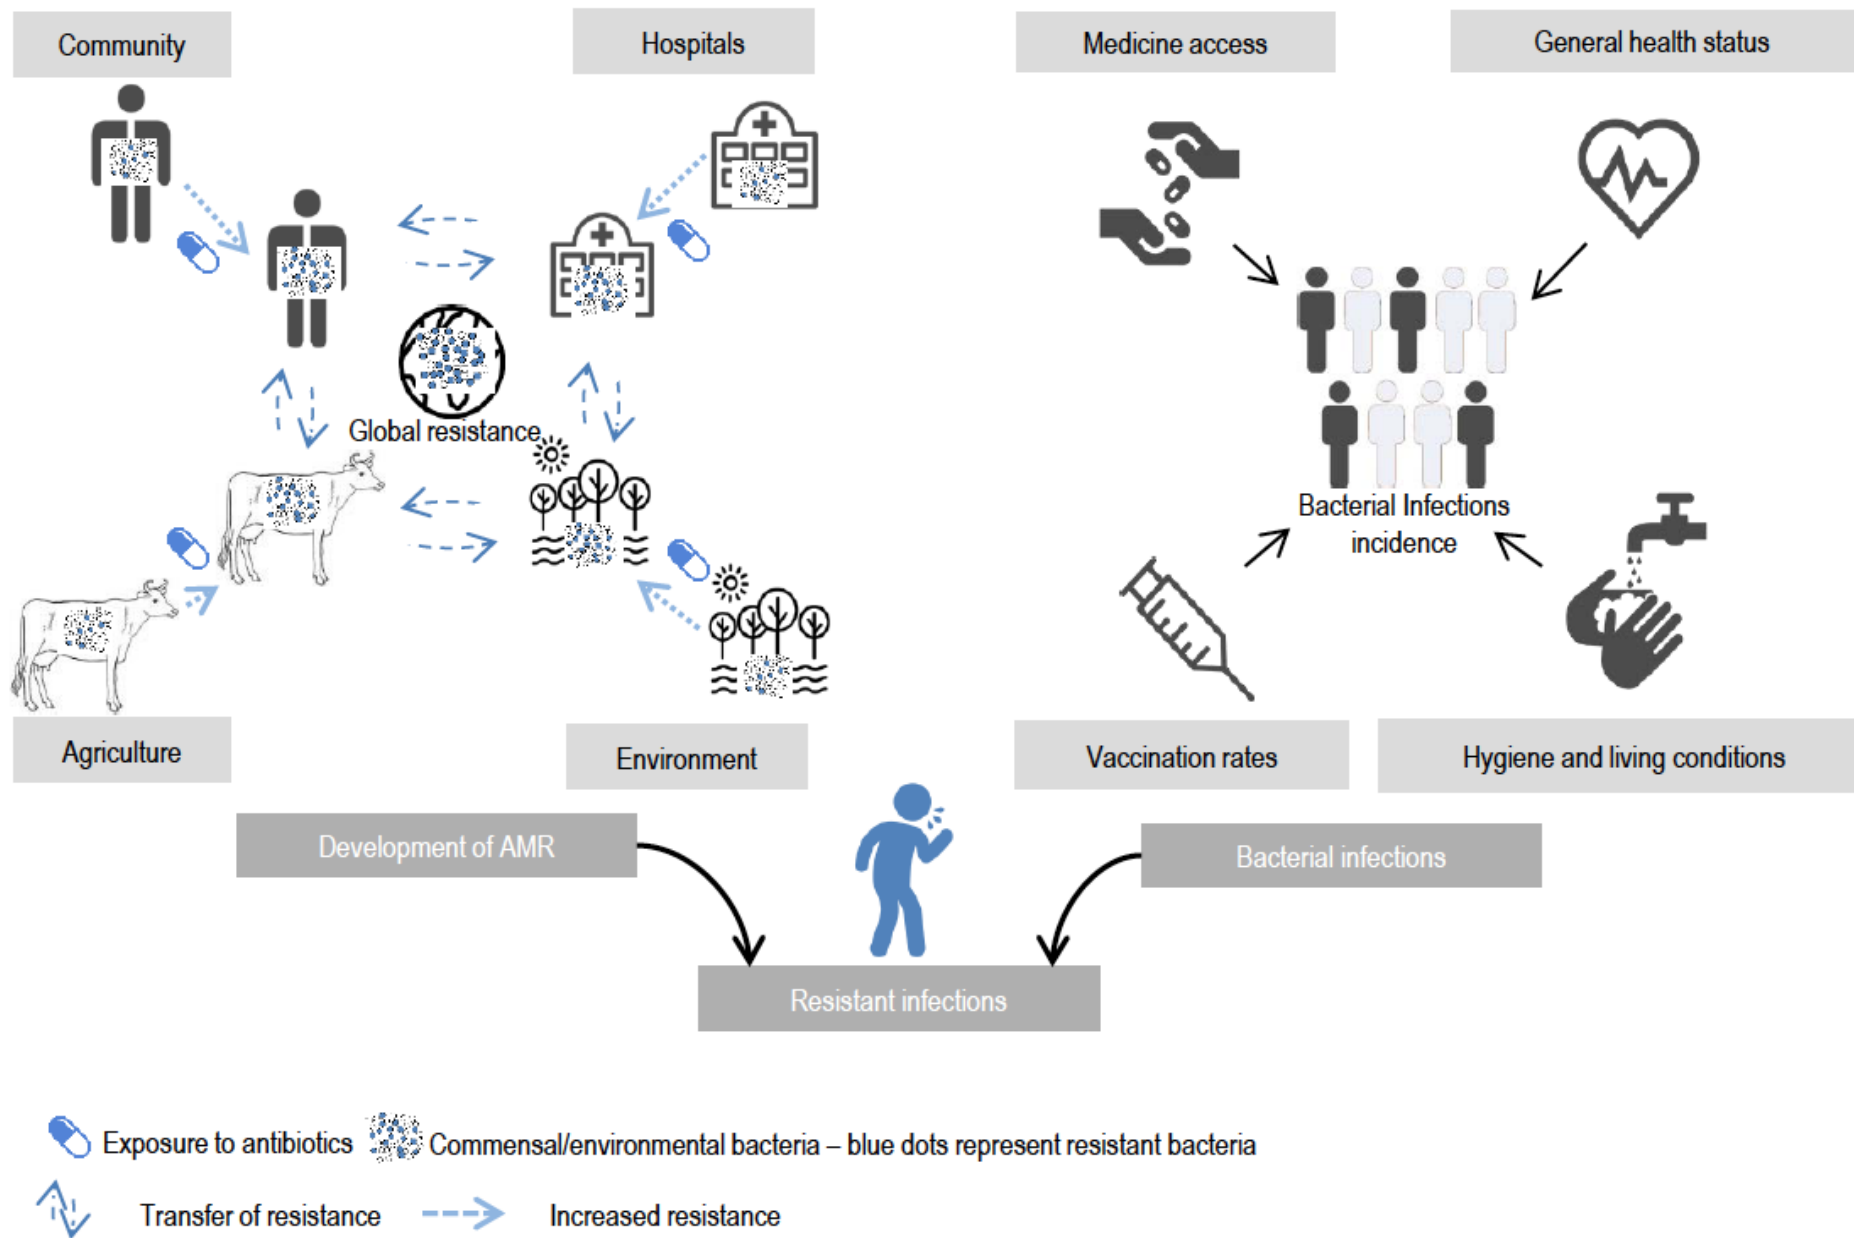 Community
Hospitals
Medicine access
General health status
Global resistance
Bacterial Infections
incidence
Agriculture
Environment
Vaccination rates
Hygiene and living conditions
Development of AMR
Bacterial infections
Resistant infections
Exposure to antibiotics
Commensal/environmental bacteria – blue dots represent resistant bacteria
Transfer of resistance
Increased resistance